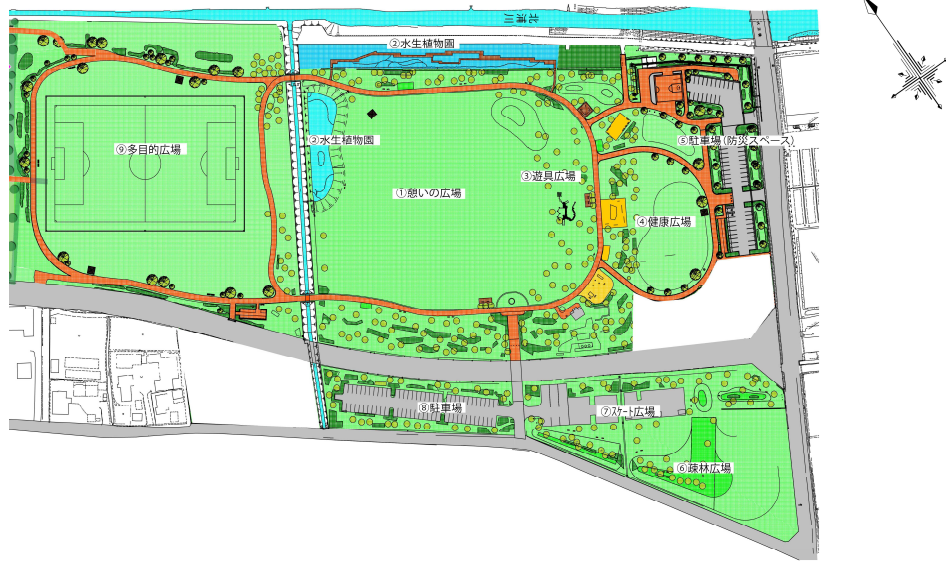 北浦川
②水生植物園
⑤駐車場(防災スペース)
②水生植物園
⑨多目的広場
③遊具広場
①憩いの広場
④健康広場
⑧駐車場
⑦スケート広場
⑥疎林広場